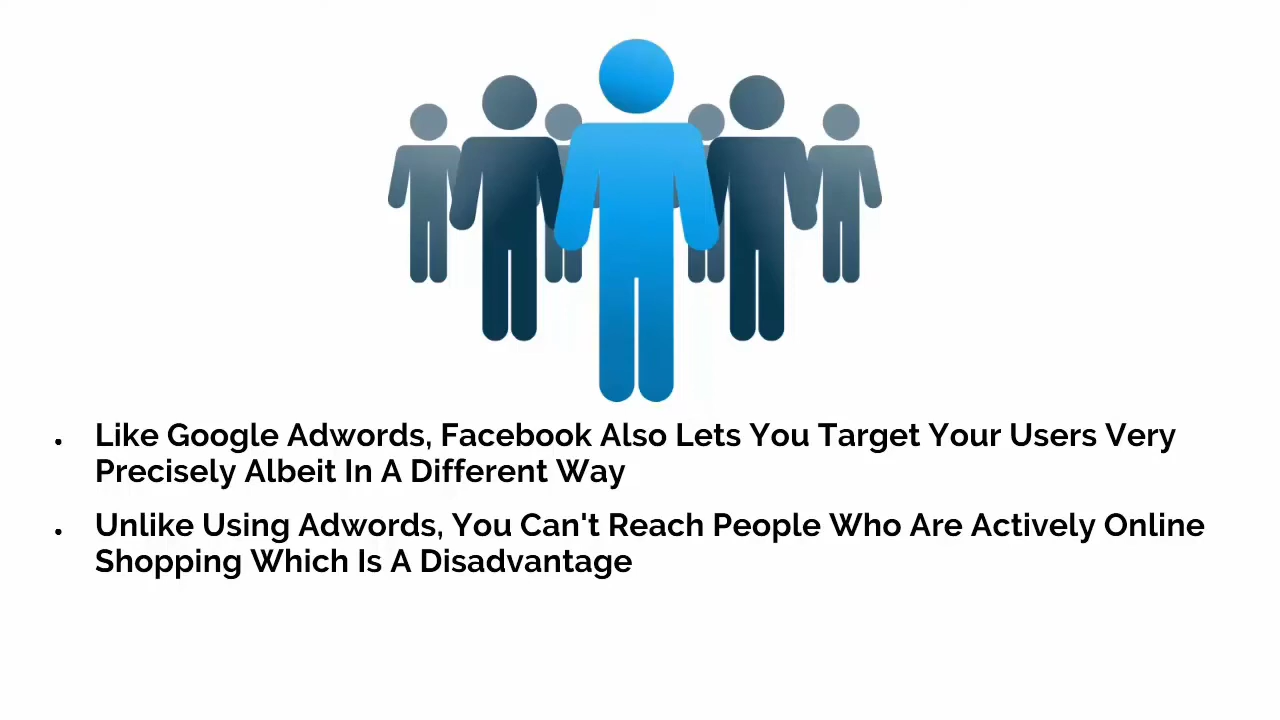 • Like Google Adwords, Facebook Also Lets You Target Your Users Very
Precisely Albeit In A Different Way
• Unlike Using Adwords, You Can't Reach People Who Are Actively Online
Shopping Which Is A Disadvantage